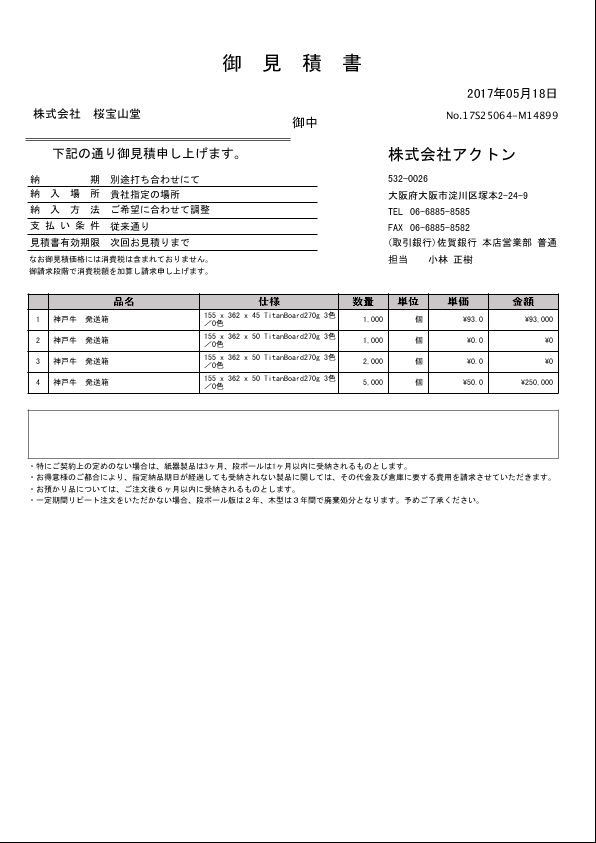 御 見 積 書
2017年05月18日
株式会社 桜宝山堂
御中
No.17S25064-M14899
下記の通り御見積申し上げます。
株式会社アクトン
納 期 別途打ち合わせにて
納 入 場 所 貴社指定の場所
納 入 方 法 ご希望に合わせて調整
支 払 い 条 件 従来通り
見積書有効期限 次回お見積りまで
532-0026
大阪府大阪市淀川区塚本2-24-9
TEL 06-6885-8585
FAX 06-6885-8582
(取引銀行)佐賀銀行 本店営業部 普通
担当 小林 正樹
なお御見積価格には消費税は含まれておりません。
御請求段階で消費税額を加算し請求申し上げます。
品名 仕様 数量 単位 単価 金額
1 神戸牛 発送箱 155 x 362 x 45 TitanBoard270g 3色／0色 1,000 個 ¥93.0 ¥93,000
2 神戸牛 発送箱 155 x 362 x 50 TitanBoard270g 3色／0色 1,000 個 ¥0.0 ¥0
3 神戸牛 発送箱 155 x 362 x 50 TitanBoard270g 3色／0色 2,000 個 ¥0.0 ¥0
4 神戸牛 発送箱 155 x 362 x 50 TitanBoard270g 3色／0色 5,000 個 ¥50.0 ¥250,000
・特にご契約上の定めのない場合は、紙器製品は3ヶ月、段ボールは1ヶ月以内に受納されるものとします。
・お得意様のご都合により、指定納品期日が経過しても受納されない製品に関しては、その代金及び倉庫に要する費用を請求させていただきます。
・お預かり品については、ご注文後６ヶ月以内に受納されるものとします。
・一定期間リピート注文をいただかない場合、段ボール版は２年、木型は３年間で廃棄処分となります。予めご了承ください。